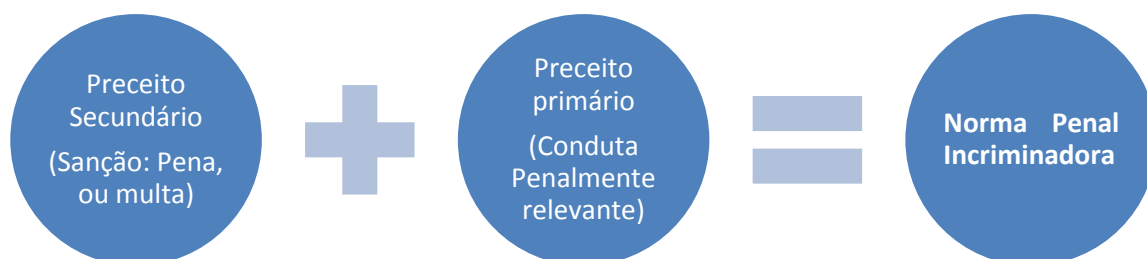 Preceito
Secundário
(Sanção: Pena,
ou multa)
Preceito
primário
(Conduta
Penalmente
relevante)
Norma Penal
Incriminadora